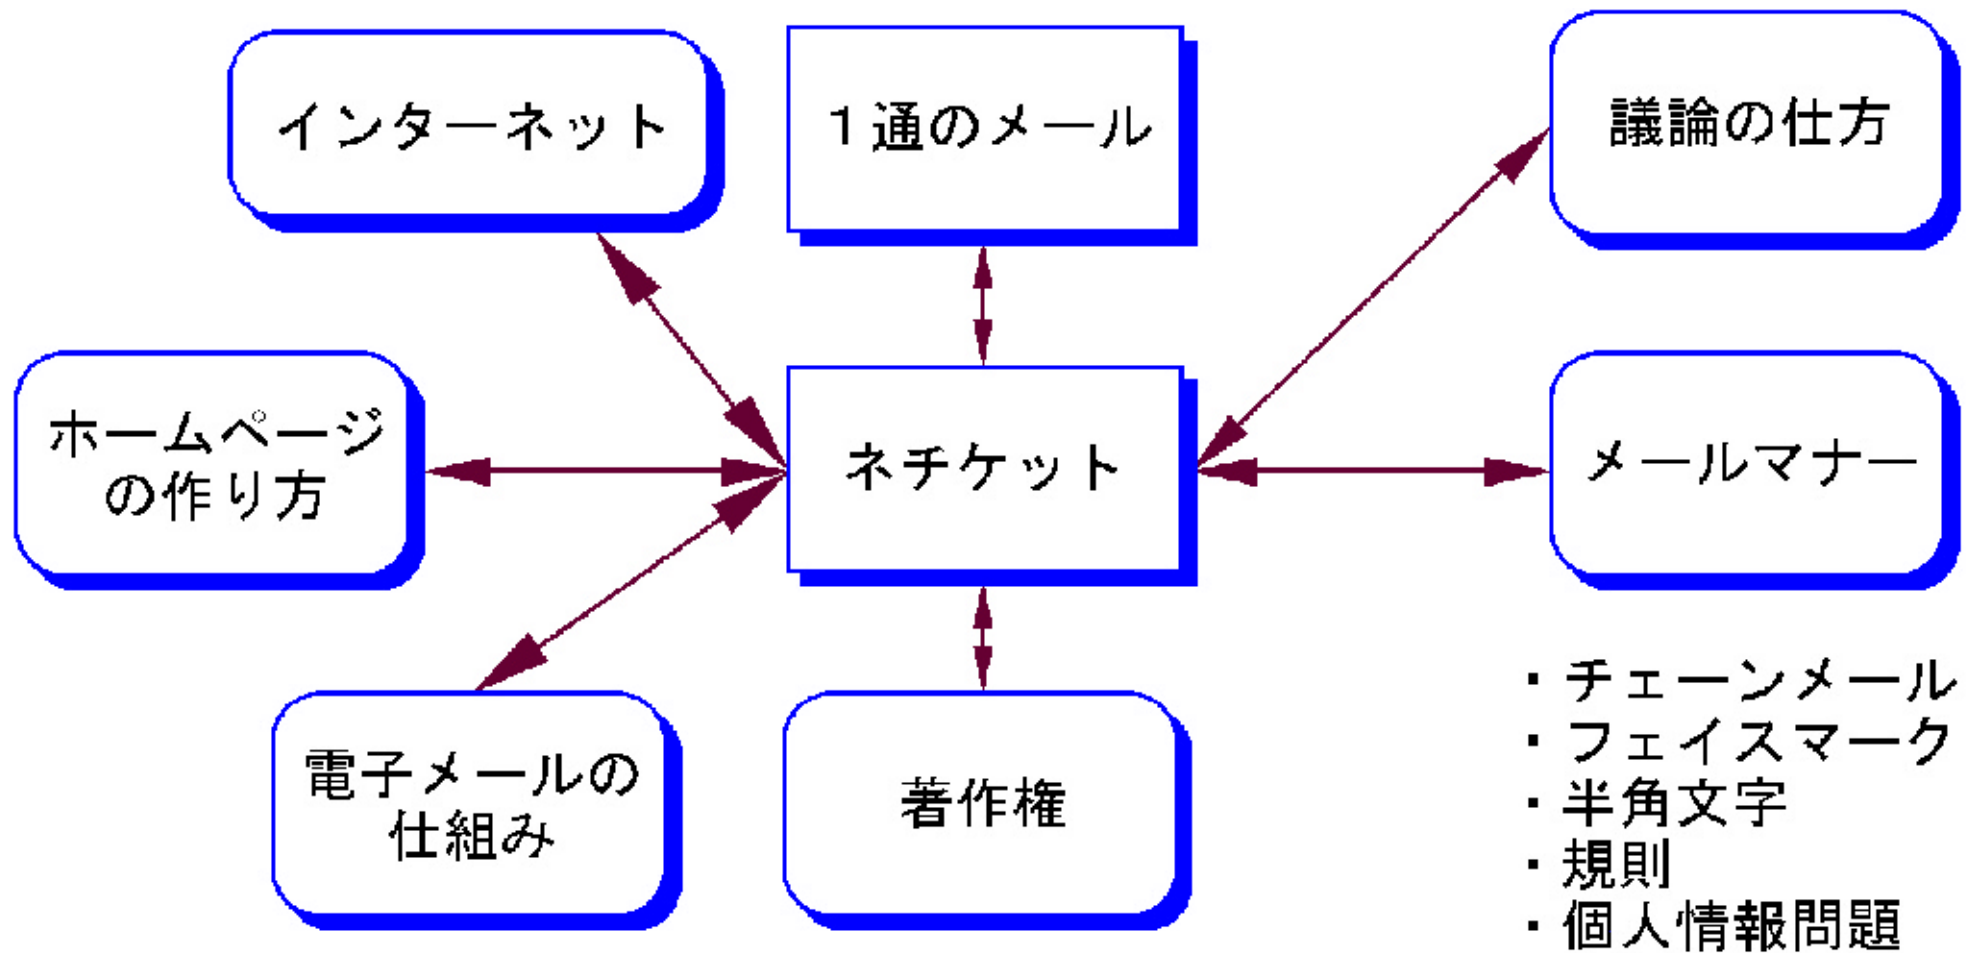 インターネット
１通のメール
議論の仕方
ホームページ
の作り方
ネチケット
メールマナー
電子メールの
仕組み
著作権
・チェーンメール
・フェイスマーク
・半角文字
・規則
・個人情報問題